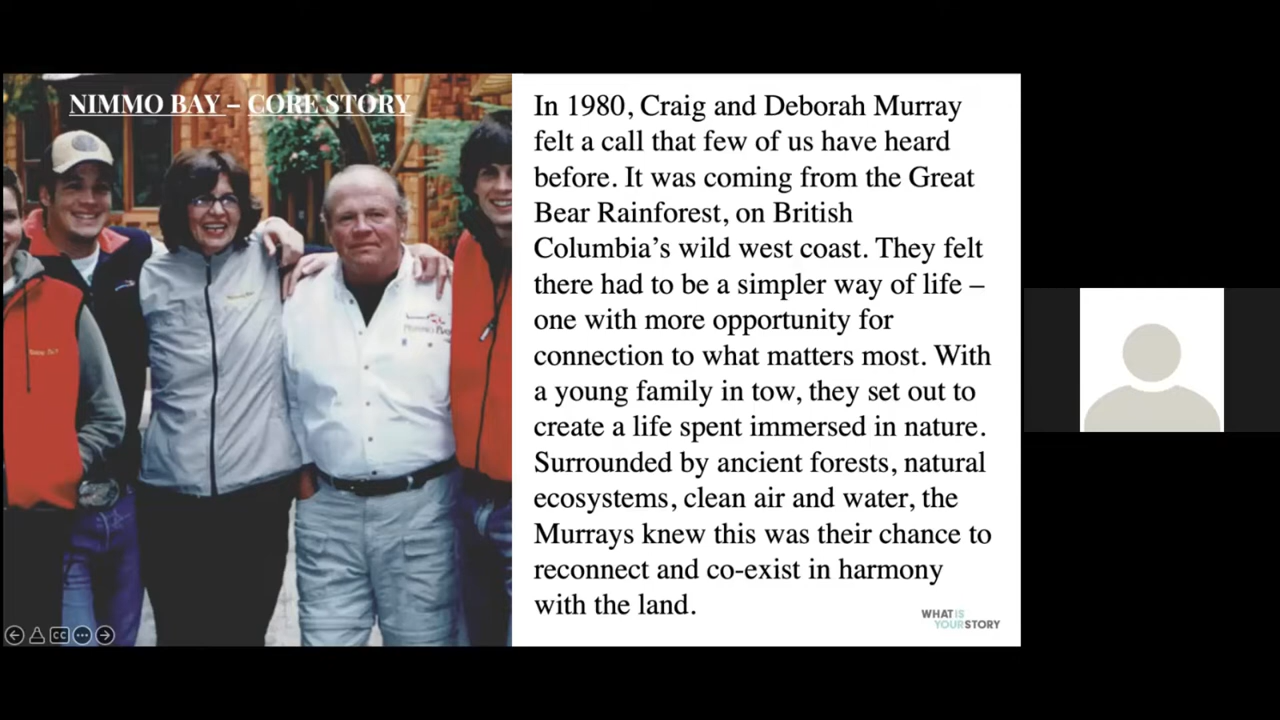 NIMMO BAY – CORE STORY
In 1980, Craig and Deborah Murray
felt a call that few of us have heard
before. It was coming from the Great
Bear Rainforest, on British
Columbia’s wild west coast. They felt
there had to be a simpler way of life –
one with more opportunity for
connection to what matters most. With
a young family in tow, they set out to
create a life spent immersed in nature.
Surrounded by ancient forests, natural
ecosystems, clean air and water, the
Murrays knew this was their chance to
reconnect and co-exist in harmony
with the land.
WHAT IS
YOUR STORY
CC